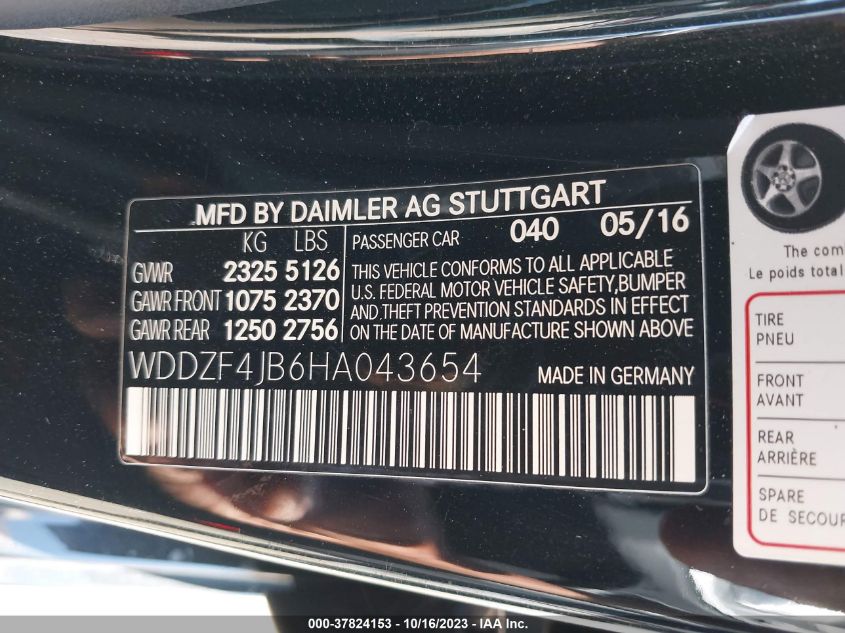 MFD BY DAIMLER AG STUTTGART
KG LBS
GVWR 2325 5126
GAWR FRONT 1075 2370
GAWR REAR 1250 2756
PASSENGER CAR 040 05/16
THIS VEHICLE CONFORMS TO ALL APPLICABLE
U.S. FEDERAL MOTOR VEHICLE SAFETY,BUMPER
AND THEFT PREVENTION STANDARDS IN EFFECT
ON THE DATE OF MANUFACTURE SHOWN ABOVE
WDDZF4JB6HA043654 MADE IN GERMANY
The com
Le poids total
TIRE
PNEU
FRONT
AVANT
REAR
ARRIÈRE
SPARE
DE SECOUR
000-37824153 - 10/16/2023 - IAA Inc.